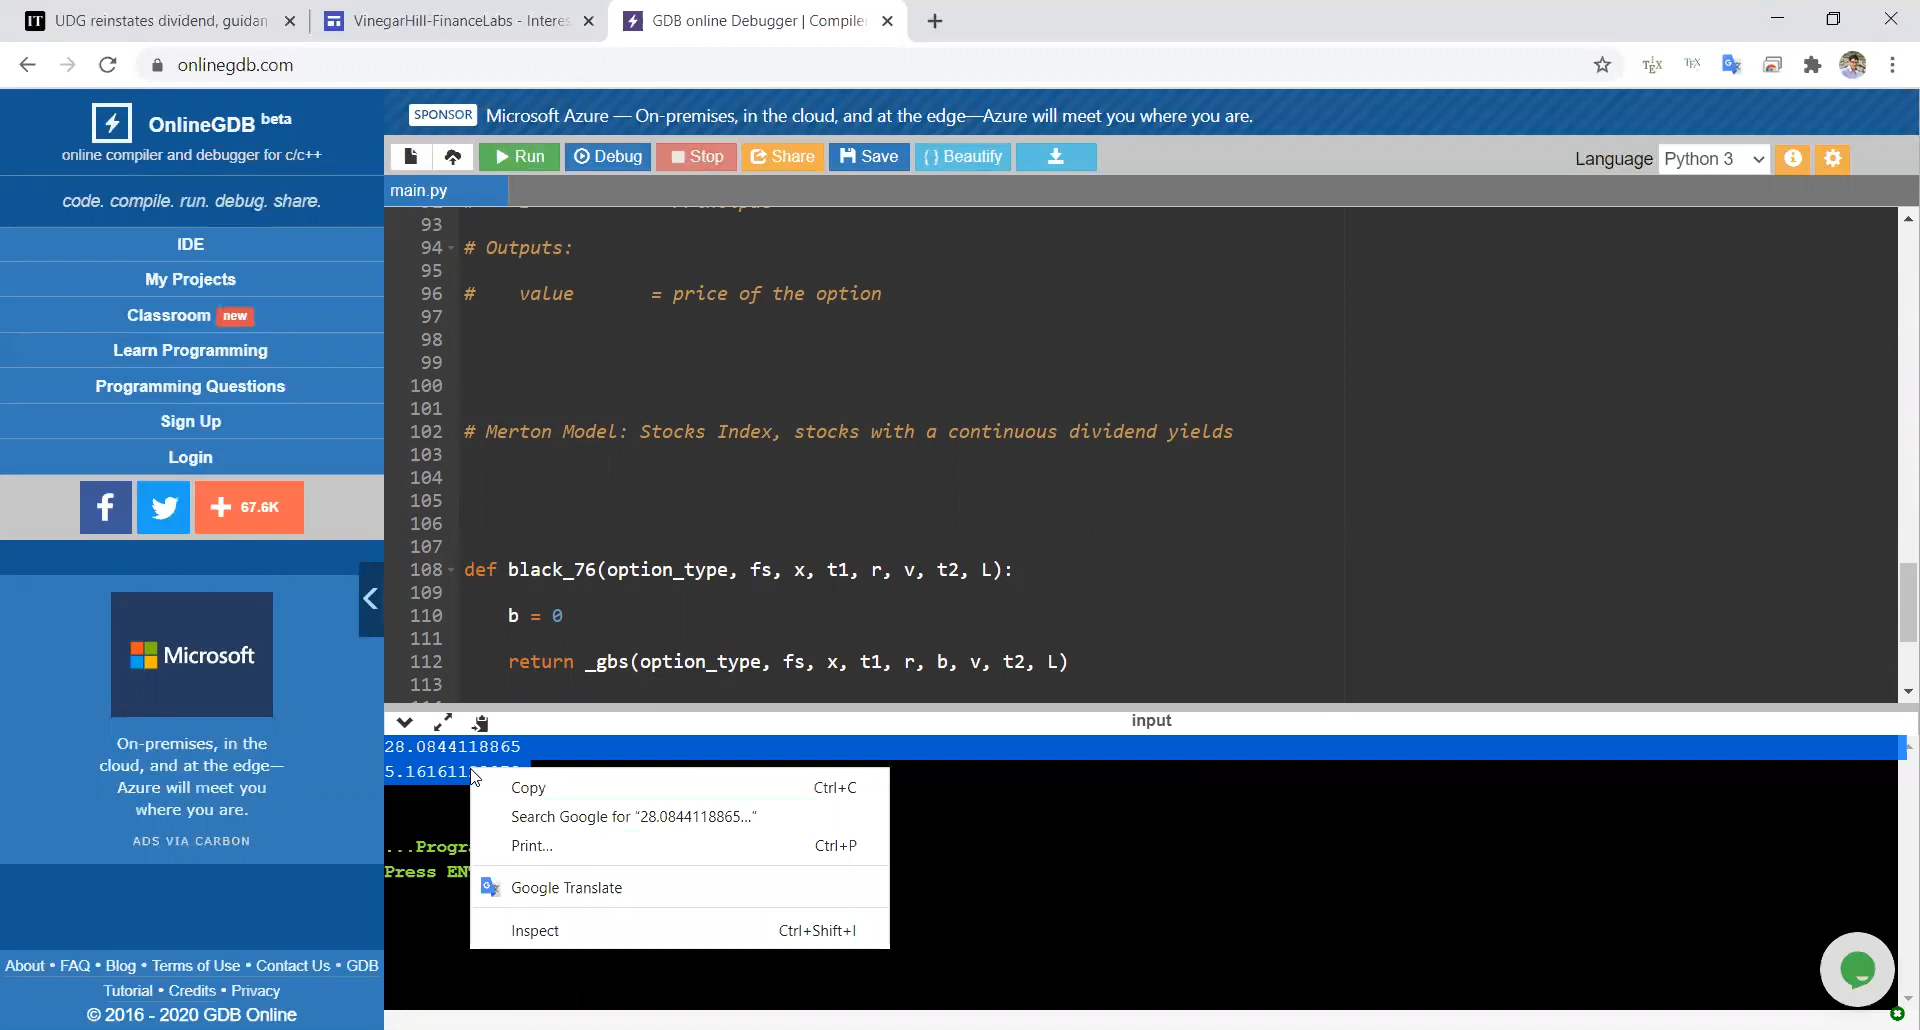 UDG reinstates dividend, guidan
VinegarHill-FinanceLabs - Interes
GDB online Debugger | Compiler
onlinegdb.com
OnlineGDB beta
online compiler and debugger for c/c++
code. compile. run. debug. share.
IDE
My Projects
Classroom new
Learn Programming
Programming Questions
Sign Up
Login
67.6K
Microsoft
On-premises, in the
cloud, and at the edge—
Azure will meet you
where you are.
ADS VIA CARBON
About • FAQ • Blog • Terms of Use • Contact Us • GDB
Tutorial • Credits • Privacy
© 2016 - 2020 GDB Online
SPONSOR Microsoft Azure — On-premises, in the cloud, and at the edge—Azure will meet you where you are.
Run Debug Stop Share Save {} Beautify
Language Python 3
main.py
93
94 # Outputs:
95
96 # value = price of the option
97
98
99
100
101
102 # Merton Model: Stocks Index, stocks with a continuous dividend yields
103
104
105
106
107
108 def black_76(option_type, fs, x, t1, r, v, t2, L):
109
110 b = 0
111
112 return _gbs(option_type, fs, x, t1, r, b, v, t2, L)
113
input
28.0844118865
5.16161
...Progr
Press EN
Copy Ctrl+C
Search Google for “28.0844118865...”
Print... Ctrl+P
Google Translate
Inspect Ctrl+Shift+I